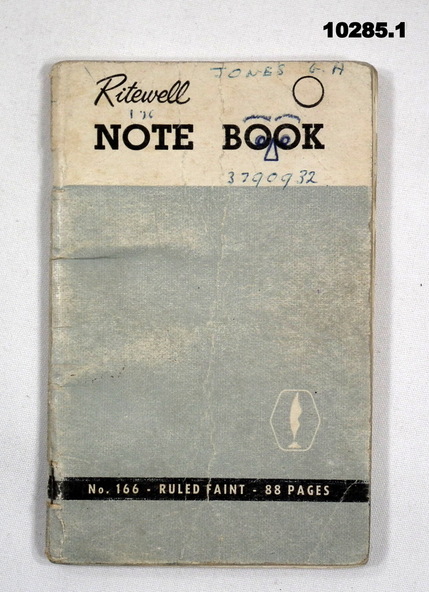 10285.1
JONES G. A
Ritewell
NOTE BOOK
3790932
No. 166 - RULED FAINT - 88 PAGES